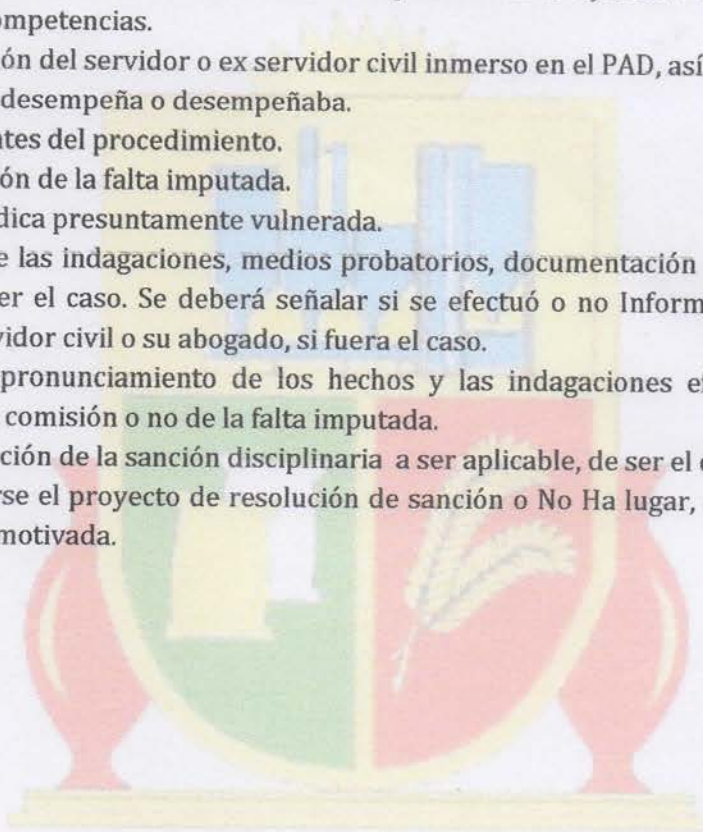 ompetencias.
ón del servidor o ex servidor civil inmerso en el PAD, así
desempeña o desempeñaba.
ntes del procedimiento.
ón de la falta imputada.
dica presuntamente vulnerada.
e las indagaciones, medios probatorios, documentación
er el caso. Se deberá señalar si se efectuó o no Inform
vidor civil o su abogado, si fuera el caso.
pronunciamiento de los hechos y las indagaciones e
comisión o no de la falta imputada.
ción de la sanción disciplinaria a ser aplicable, de ser el
rse el proyecto de resolución de sanción o No Ha lugar,
motivada.